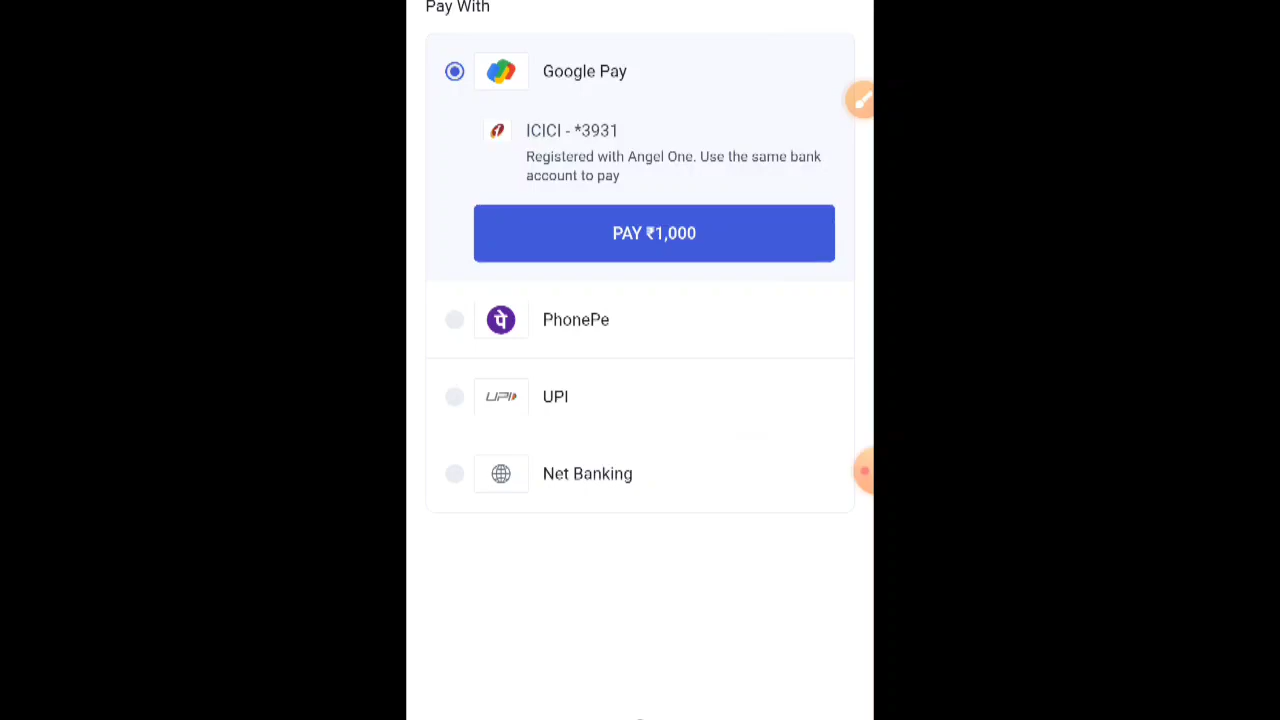 Pay With
Google Pay
ICICI - *3931
Registered with Angel One. Use the same bank
account to pay
PAY ₹1,000
पे
PhonePe
UPI
UPI
Net Banking